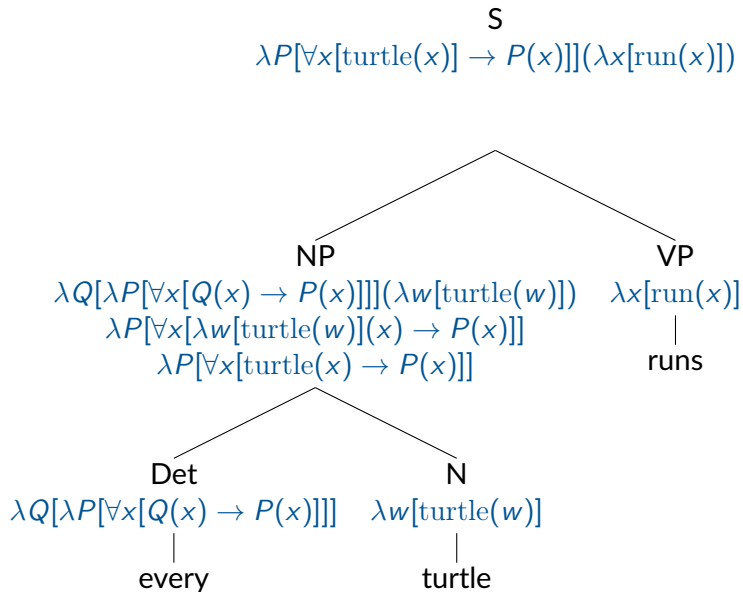 S
λP[∀x[turtle(x)] → P(x)]](λx[run(x)])
NP VP
λQ[λP[∀x[Q(x) → P(x)]]](λw[turtle(w)]) λx[run(x)]
λP[∀x[λw[turtle(w)](x) → P(x)]]
λP[∀x[turtle(x) → P(x)]] runs
Det N
λQ[λP[∀x[Q(x) → P(x)]]] λw[turtle(w)]
every turtle